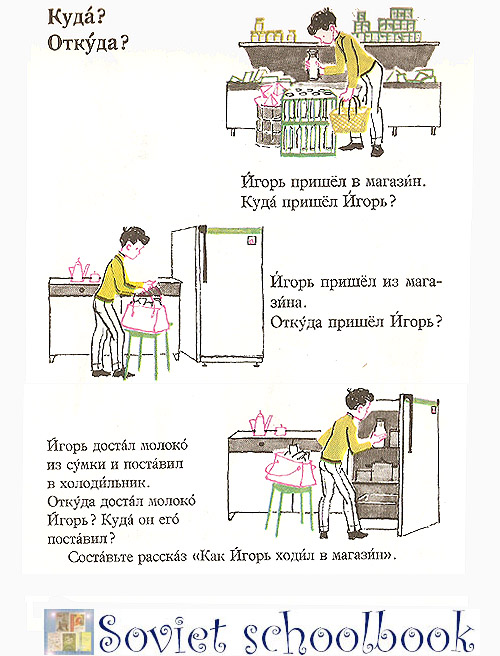 Куда́?
Отку́да?
И́горь пришёл в магази́н.
Куда́ пришёл И́горь?
И́горь пришёл из мага-
зи́на.
Отку́да пришёл И́горь?
И́горь доста́л молоко́
из су́мки и поста́вил
в холоди́льник.
Отку́да доста́л молоко́
И́горь? Куда́ он его́
поста́вил?
Соста́вьте расска́з «Как И́горь ходи́л в магази́н».
Soviet schoolbook